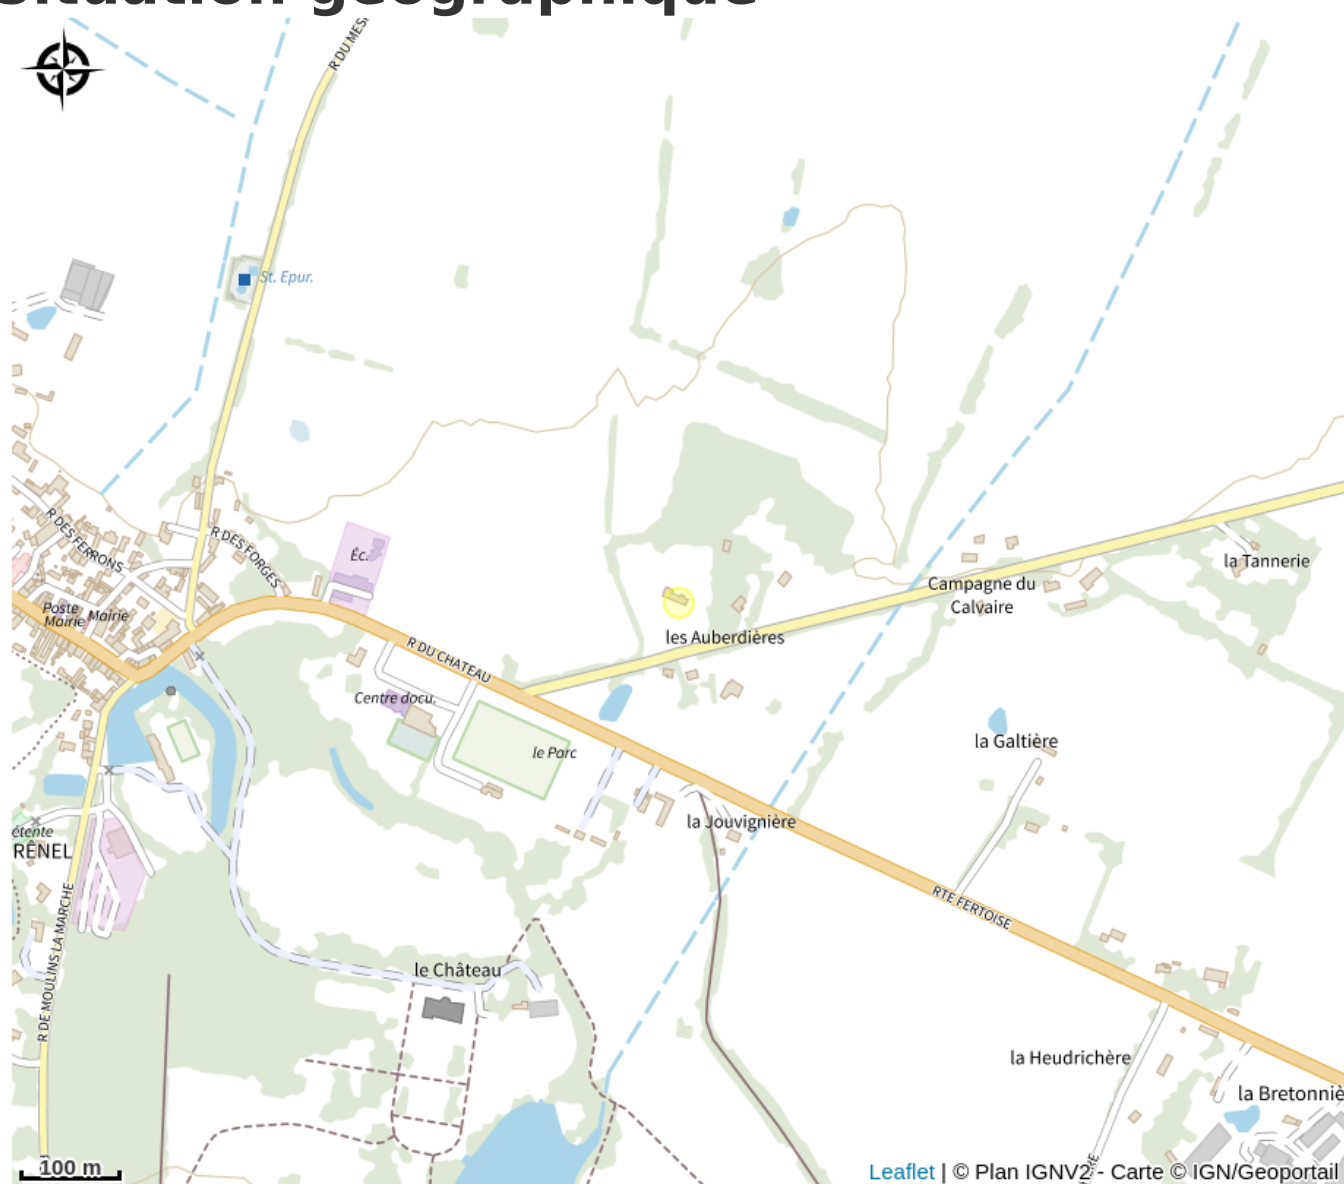 Situation géographique
R DU MES
St. Epur.
R DES FERRONS
R DES FORGES
Éc.
la Tannerie
Campagne du
Calvaire
Poste
Mairie
Mairie
les Auberdières
R DU CHATEAU
Centre docu.
le Parc
la Galtière
la Jouvignière
étente
RÊNEL
RTE FERTOISE
R DE MOULINS LA MARCHE
le Château
la Heudrichère
la Bretonniè
100 m
Leaflet | © Plan IGNV2 - Carte © IGN/Geoportail